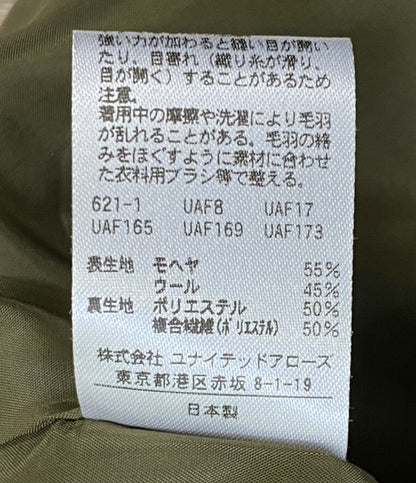 強い力が加わると縫い目が開い
たり、目寄れ(織り糸が滑り、
目が開く)することがあるため
注意。
着用中の摩擦や洗濯により毛羽
が乱れることがある。毛羽の絡
みをほぐすように素材に合わせ
た衣料用ブラシ等で整える。
621-1 UAF8 UAF17
UAF165 UAF169 UAF173
表生地 モヘヤ 55%
ウール 45%
裏生地 ポリエステル 50%
複合繊維(ポリエステル) 50%
株式会社 ユナイテッドアローズ
東京都港区赤坂 8-1-19
日本製